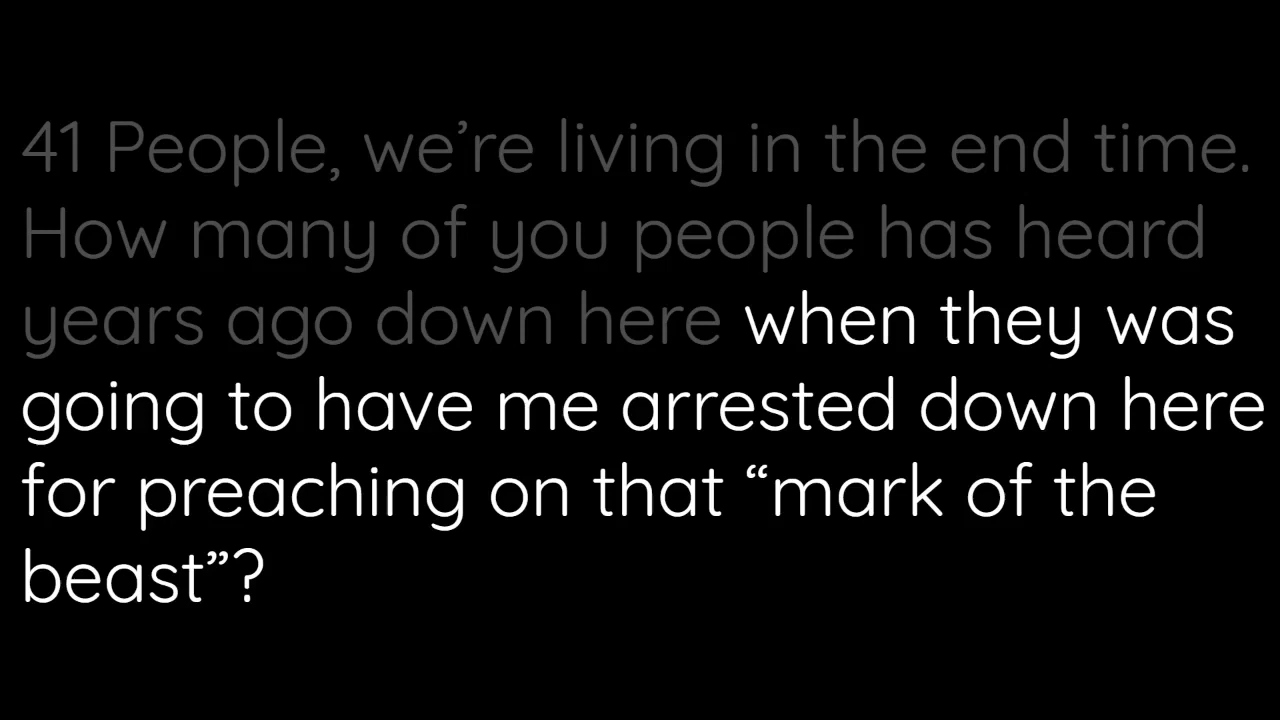 41 People, we’re living in the end time.
How many of you people has heard
years ago down here when they was
going to have me arrested down here
for preaching on that “mark of the
beast”?